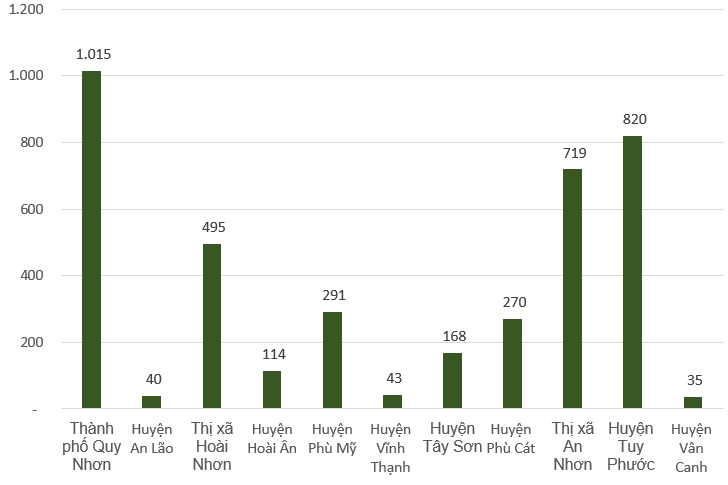 1.200
1.000
800
600
400
200
-
1.015
40
495
114
291
43
168
270
719
820
35
Thành
phố Quy
Nhơn
Huyện
An Lão
Thị xã
Hoài
Nhơn
Huyện
Hoài Ân
Huyện
Phù Mỹ
Huyện
Vĩnh
Thạnh
Huyện
Tây Sơn
Huyện
Phù Cát
Thị xã
An
Nhơn
Huyện
Tuy
Phước
Huyện
Vân
Canh